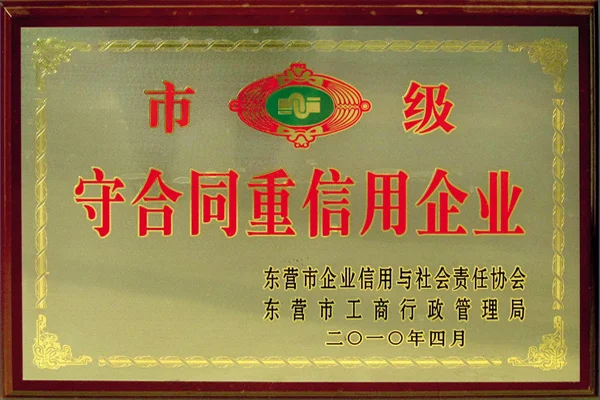 市级
守合同重信用企业
东营市企业信用与社会责任协会
东营市工商行政管理局
二〇一〇年四月